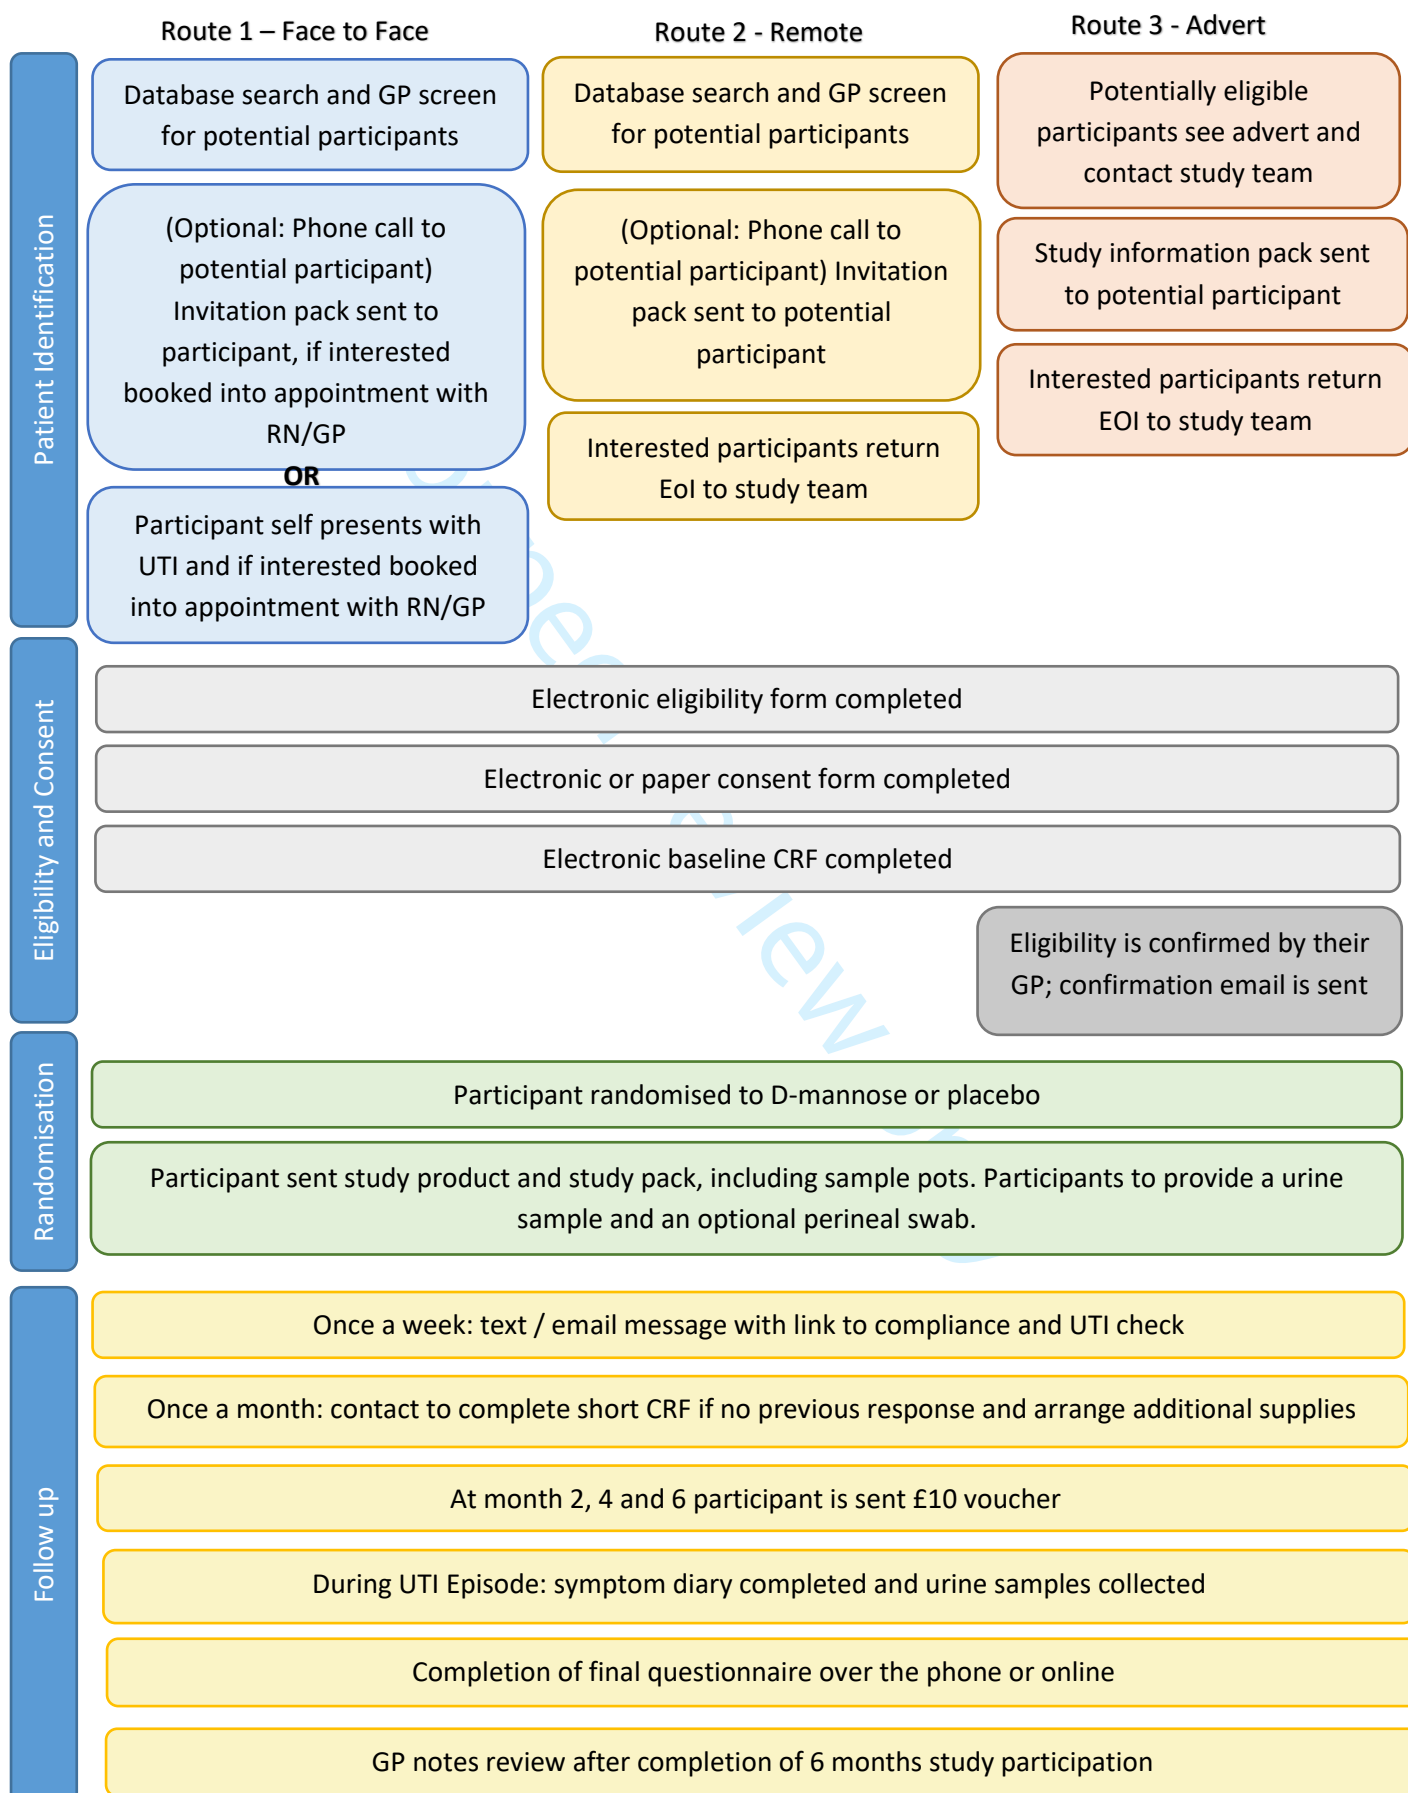 Route 1 – Face to Face
Route 2 - Remote
Route 3 - Advert
Patient Identification
Database search and GP screen
for potential participants
(Optional: Phone call to
potential participant)
Invitation pack sent to
participant, if interested
booked into appointment with
RN/GP
OR
Participant self presents with
UTI and if interested booked
into appointment with RN/GP
Database search and GP screen
for potential participants
(Optional: Phone call to
potential participant) Invitation
pack sent to potential
participant
Interested participants return
EoI to study team
Potentially eligible
participants see advert and
contact study team
Study information pack sent
to potential participant
Interested participants return
EOI to study team
Eligibility and Consent
Electronic eligibility form completed
Electronic or paper consent form completed
Electronic baseline CRF completed
Eligibility is confirmed by their
GP; confirmation email is sent
Randomisation
Participant randomised to D-mannose or placebo
Participant sent study product and study pack, including sample pots. Participants to provide a urine
sample and an optional perineal swab.
Follow up
Once a week: text / email message with link to compliance and UTI check
Once a month: contact to complete short CRF if no previous response and arrange additional supplies
At month 2, 4 and 6 participant is sent £10 voucher
During UTI Episode: symptom diary completed and urine samples collected
Completion of final questionnaire over the phone or online
GP notes review after completion of 6 months study participation